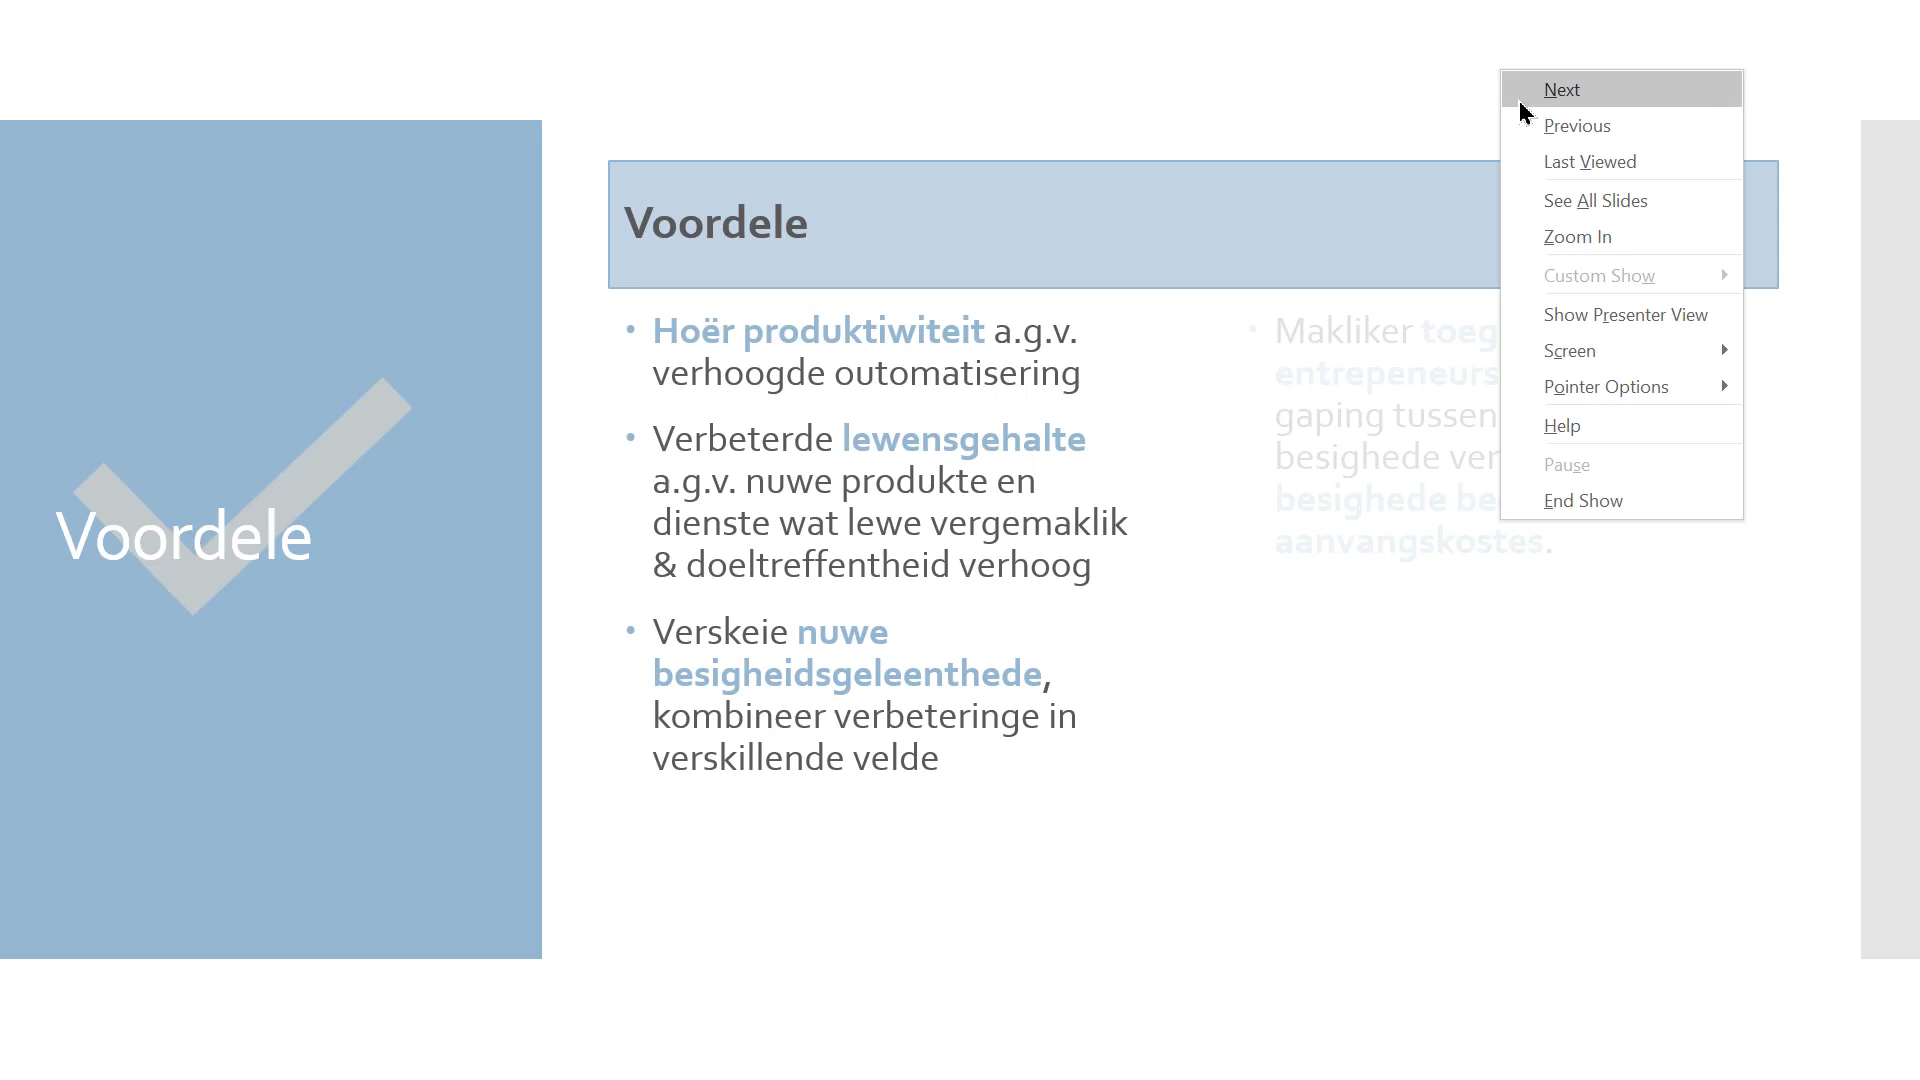 Voordele
Voordele
• Hoër produktiwiteit a.g.v.
verhoogde outomatisering
• Verbeterde lewensgehalte
a.g.v. nuwe produkte en
dienste wat lewe vergemaklik
& doeltreffentheid verhoog
• Verskeie nuwe
besigheidsgeleenthede,
kombineer verbeteringe in
verskillende velde
• Makliker
entrepeneurs
gaping tussen
besighede
besighede
aanvangskostes.
Next
Previous
Last Viewed
See All Slides
Zoom In
Custom Show
Show Presenter View
Screen
Pointer Options
Help
Pause
End Show